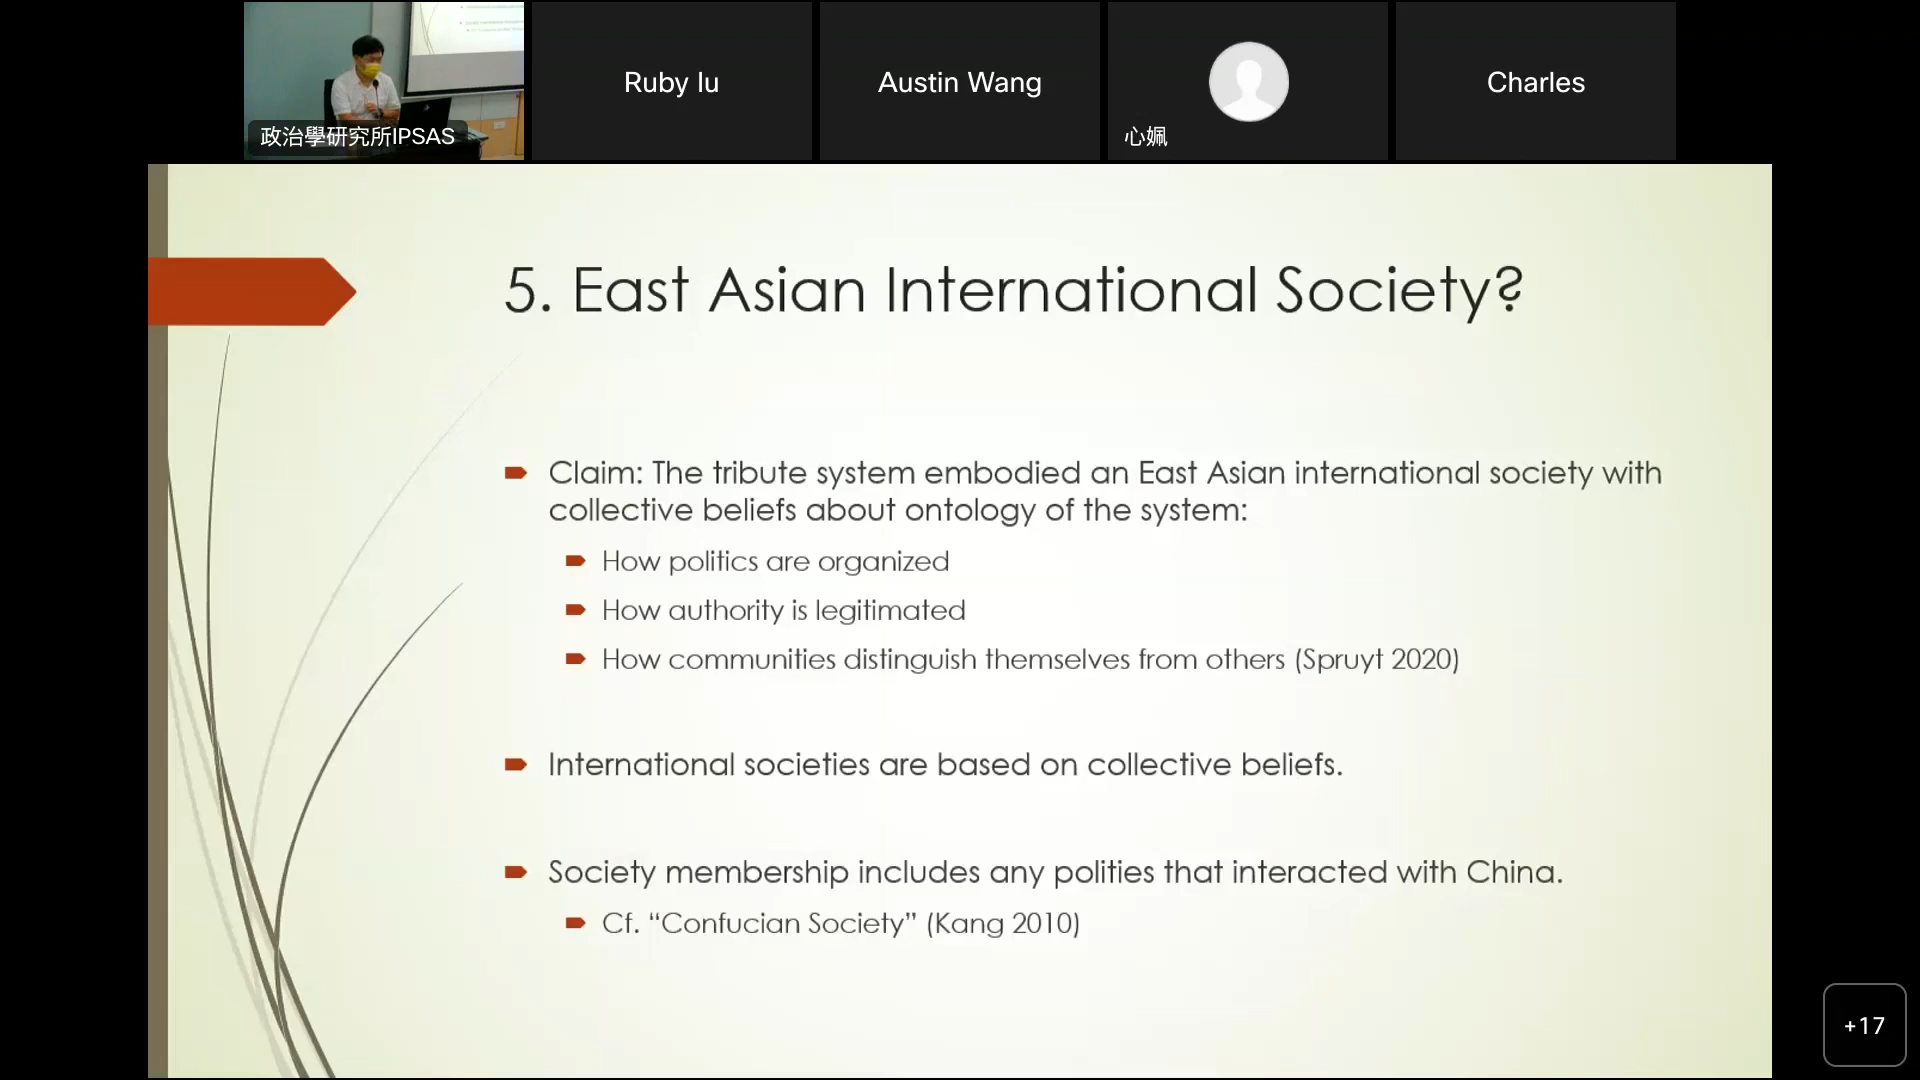 政治學研究所IPSAS
Ruby lu
Austin Wang
心姵
Charles
5. East Asian International Society?
Claim: The tribute system embodied an East Asian international society with
collective beliefs about ontology of the system:
How politics are organized
How authority is legitimated
How communities distinguish themselves from others (Spruyt 2020)
International societies are based on collective beliefs.
Society membership includes any polities that interacted with China.
Cf. “Confucian Society” (Kang 2010)
+17